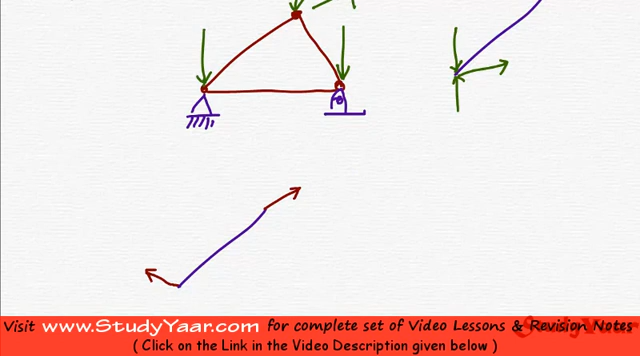 Visit www.StudyYaar.com for complete set of Video Lessons & Revision Notes
( Click on the Link in the Video Description given below )
StudyYaar